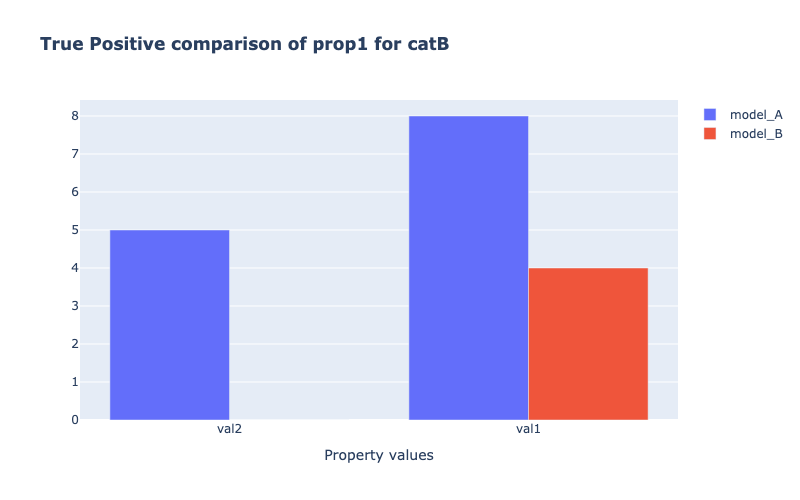 True Positive comparison of prop1 for catB
8
7
6
5
4
3
2
1
0
val2
val1
Property values
model_A
model_B